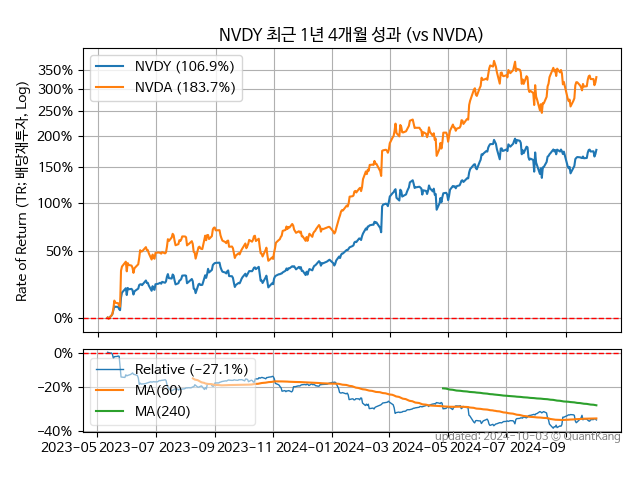 NVDY 최근 1년 4개월 성과 (vs NVDA)
Rate of Return (TR: 배당재투자, Log)
350%
300%
250%
200%
150%
100%
50%
0%
NVDY (106.9%)
NVDA (183.7%)
0%
−20%
−40%
Relative (−27.1%)
MA(60)
MA(240)
2023-05 2023-07 2023-09 2023-11 2024-01 2024-03 2024-05 2024-07 2024-09
updated: 2024-10-03 © QuantKang